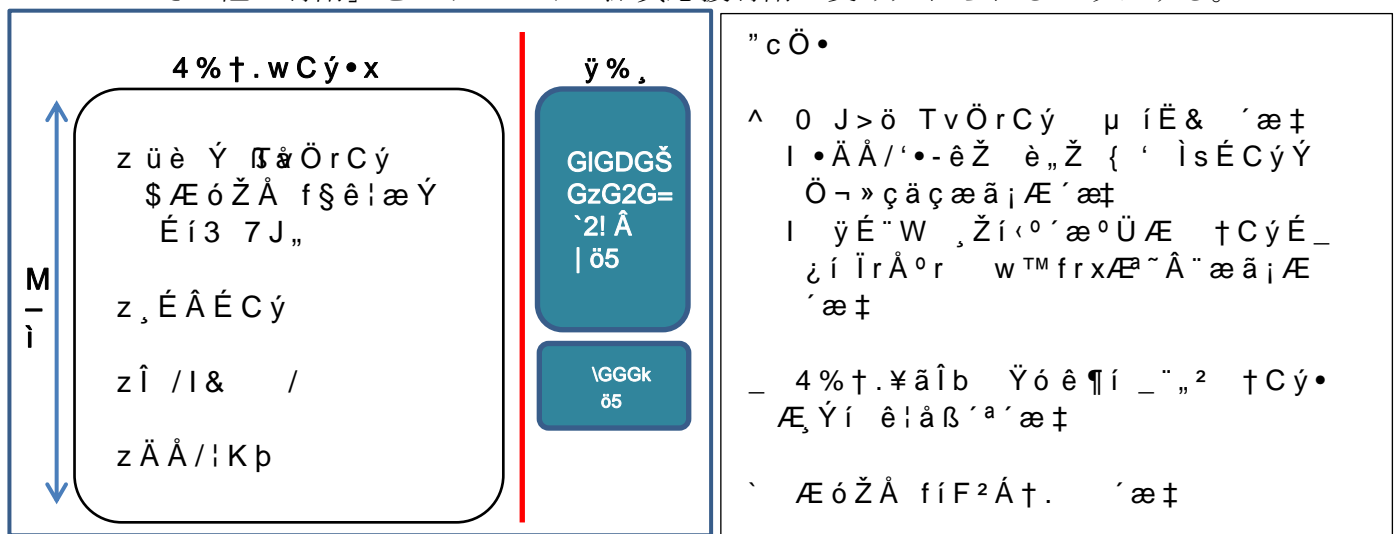 4%†.wCý•x
ÿ%¸
M
–
ì
z üè Ý
$ÆóŽÅ f§ê¦æÝ
Éí3 7J„
z¸ÉÂÉCý
zÎ /I& /
zÄÅ/¦Kþ
GIGDGŠ
GzG2G=
`2! Â
| ö5
\GGGk
ö5
"cÖ•
^ 0 J>ö TvÖrCý µ íË& ´æ‡
I •ÄÅ/‘•-êŽ è„Ž { ‘ ÌsÉCýÝ
Ö¬»çäçæã¡Æ´æ‡
I ÿÉ¨W ¸Ží‹º´æºÜÆ †CýÉ_
¿í ÏrÅºr w™frxÆª˜Â¨æã¡Æ
´æ‡
_ 4%†.¥ãÎb Ÿóê¶í _¨„² †Cý•
Æ¸Ýí ê¦åß´ª´æ‡
` ÆóŽÅ fíF²Á†. ´æ‡